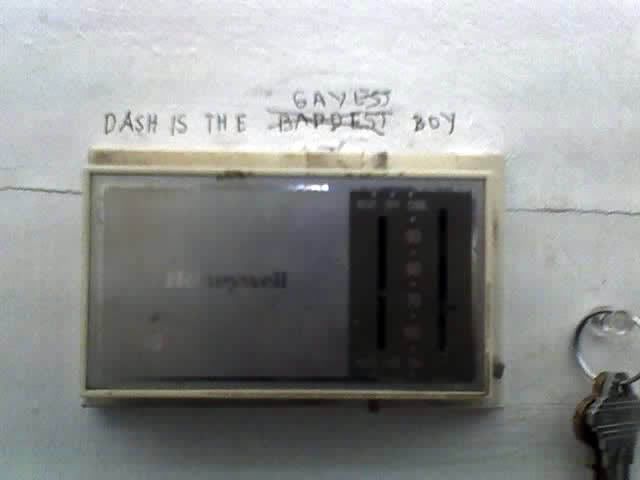 GAYEST
DASH IS THE BADDEST BOY
Honeywell